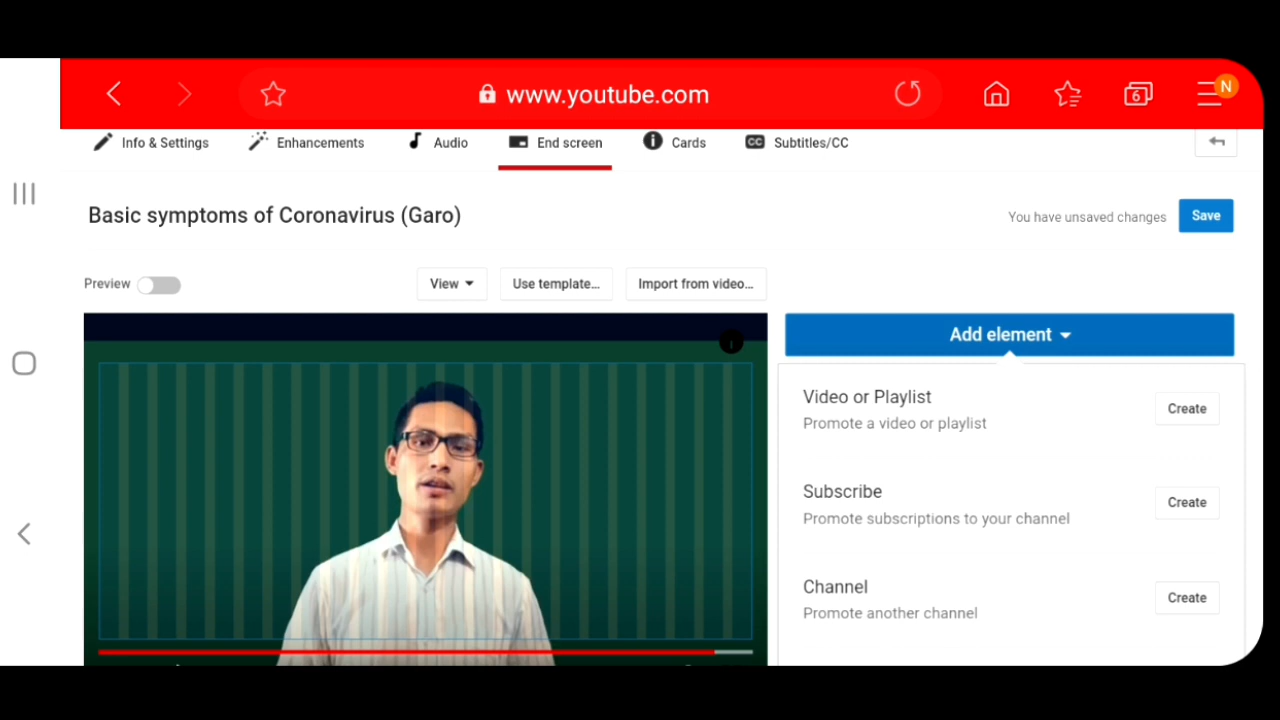 www.youtube.com
6
N
Info & Settings
Enhancements
Audio
End screen
Cards
CC Subtitles/CC
Basic symptoms of Coronavirus (Garo)
You have unsaved changes
Save
Preview
View
Use template...
Import from video...
Add element
Video or Playlist
Promote a video or playlist
Create
Subscribe
Promote subscriptions to your channel
Create
Channel
Promote another channel
Create